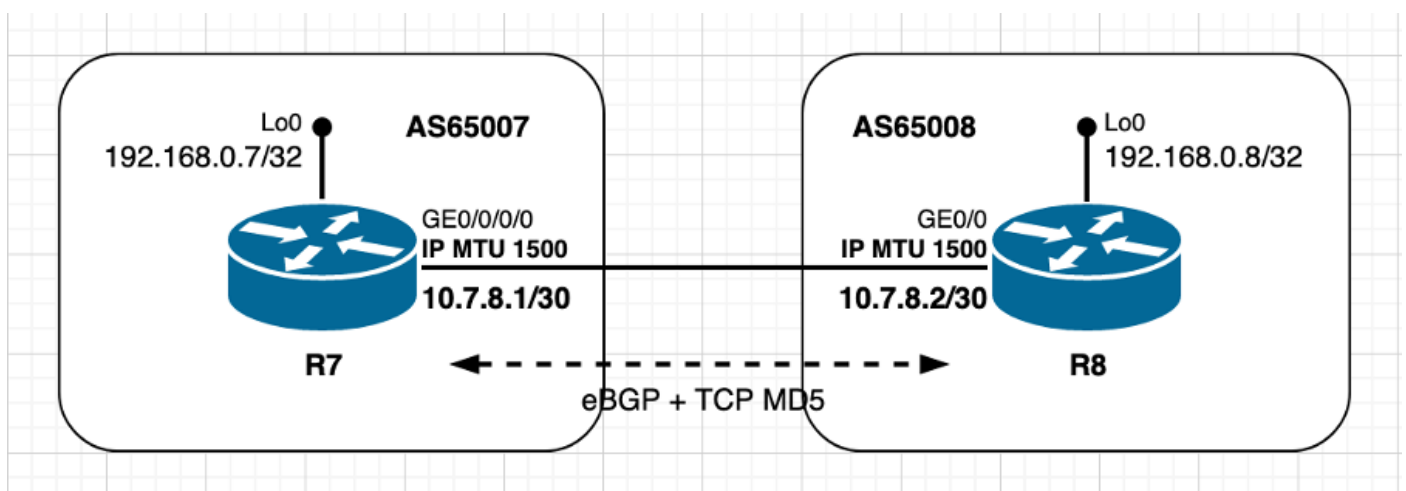 Lo0
192.168.0.7/32
AS65007
GE0/0/0/0
IP MTU 1500
10.7.8.1/30
R7
AS65008
Lo0
192.168.0.8/32
GE0/0
IP MTU 1500
10.7.8.2/30
R8
eBGP + TCP MD5